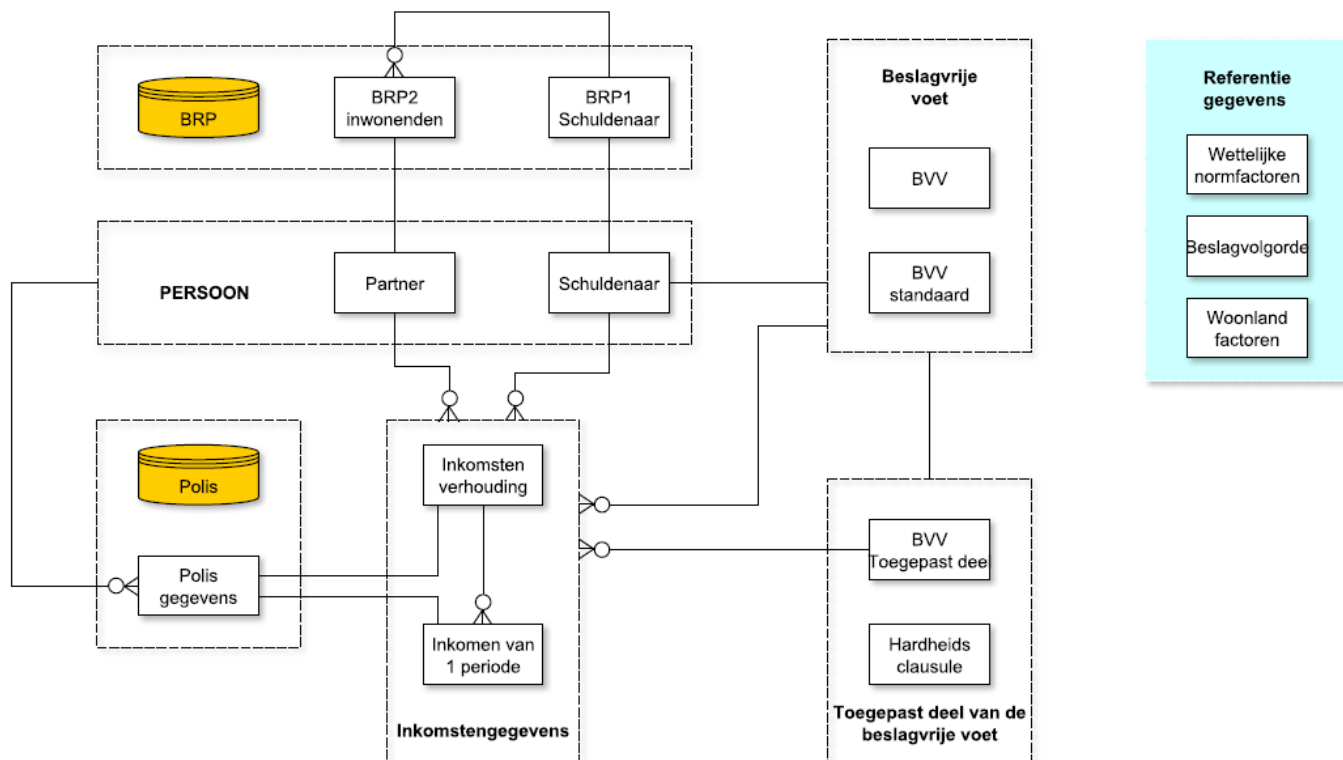 BRP
BRP2
inwonenden
BRP1
Schuldenaar
Beslagvrije
voet
BVV
BVV
standaard
Referentie
gegevens
Wettelijke
normfactoren
Beslagvolgorde
Woonland
factoren
PERSOON
Partner
Schuldenaar
Polis
Polis
gegevens
Inkomsten
verhouding
Inkomen van
1 periode
Inkomstengegevens
BVV
Toegepast deel
Hardheids
clausule
Toegepast deel van de
beslagvrije voet